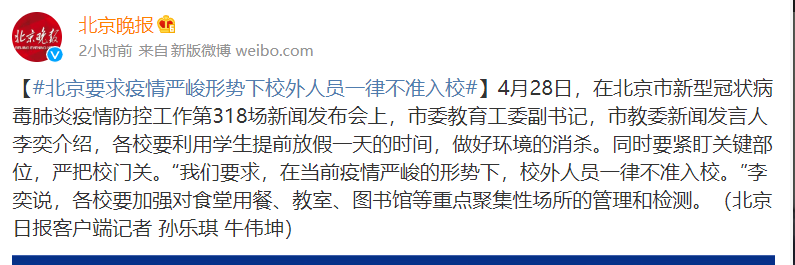 北京晚报
北京晚报
2小时前 来自 新版微博 weibo.com
【#北京要求疫情严峻形势下校外人员一律不准入校#】4月28日，在北京市新型冠状病
毒肺炎疫情防控工作第318场新闻发布会上，市委教育工委副书记，市教委新闻发言人
李奕介绍，各校要利用学生提前放假一天的时间，做好环境的消杀。同时要紧盯关键部
位，严把校门关。“我们要求，在当前疫情严峻的形势下，校外人员一律不准入校。”李
奕说，各校要加强对食堂用餐、教室、图书馆等重点聚集性场所的管理和检测。（北京
日报客户端记者 孙乐琪 牛伟坤）